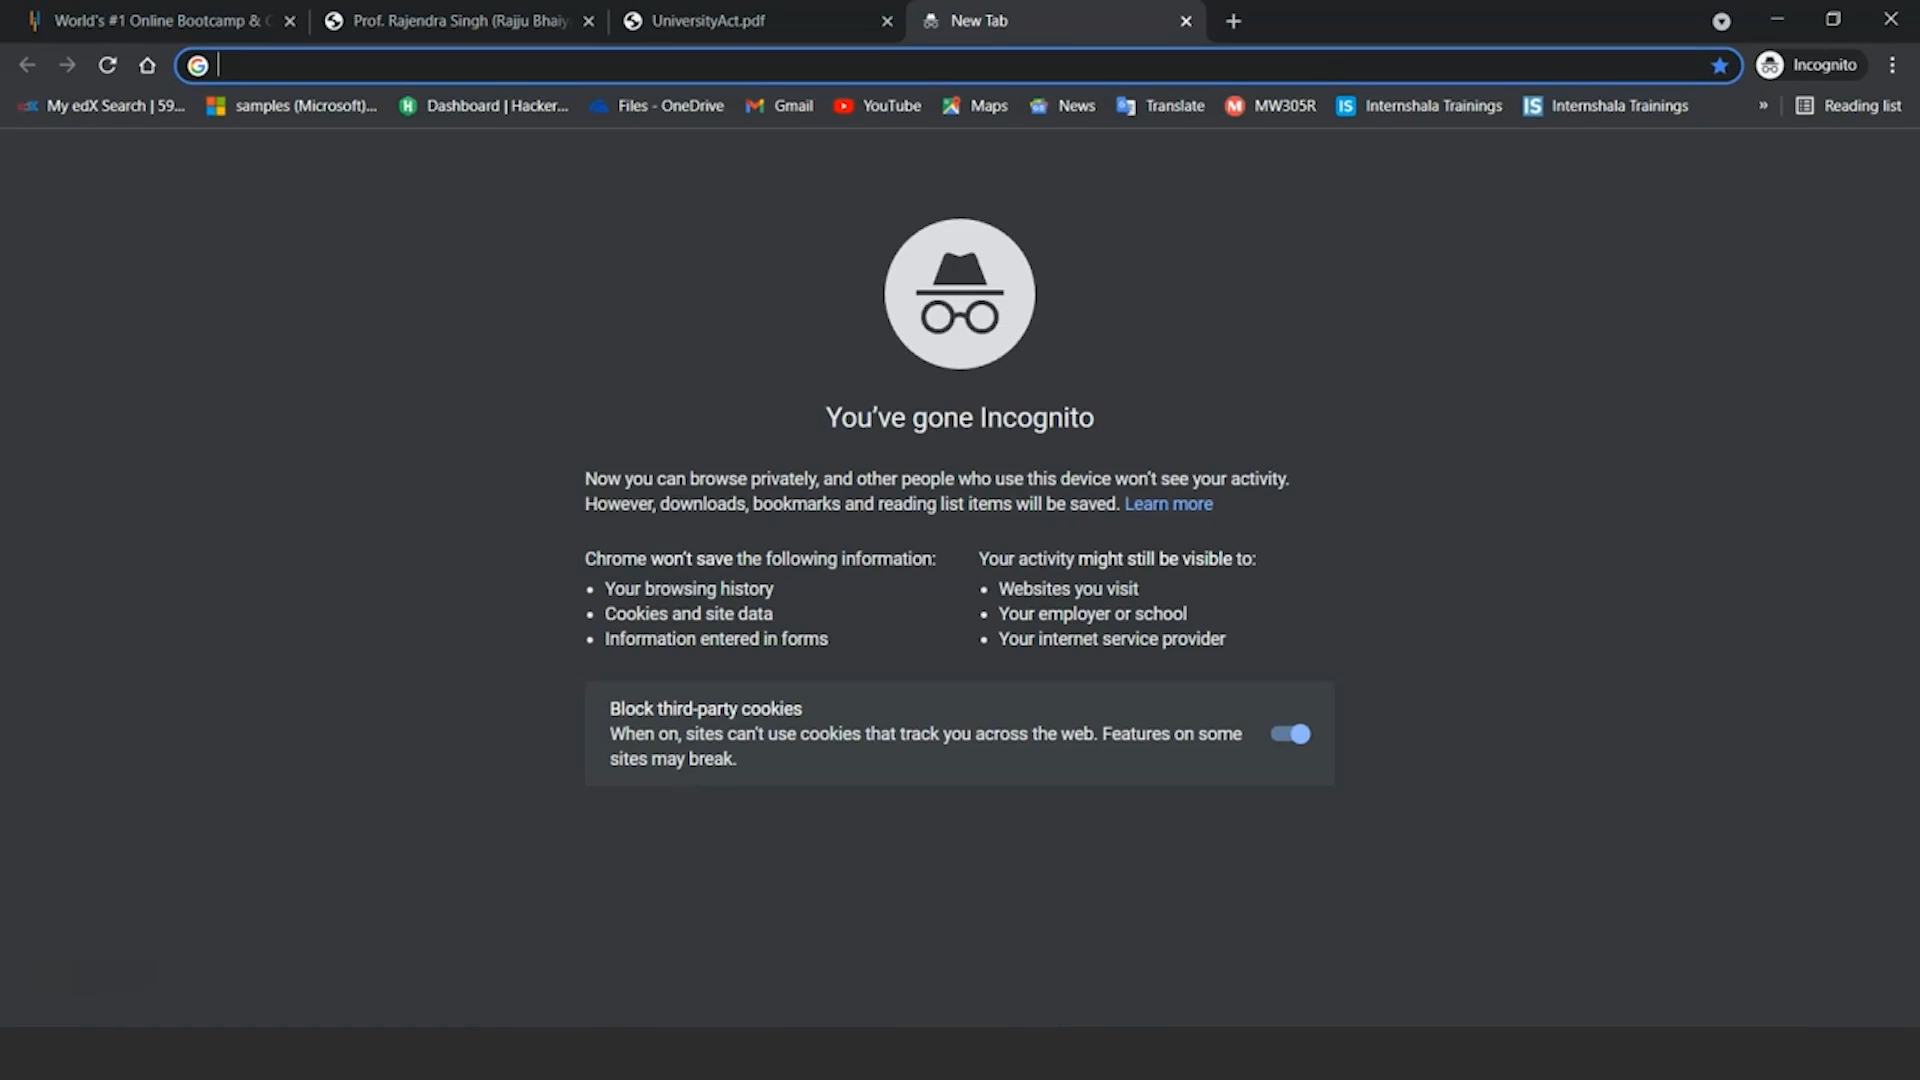 World's #1 Online Bootcamp &
Prof. Rajendra Singh (Rajju Bhaiy
UniversityAct.pdf
New Tab
Incognito
My edX Search | 59...
samples (Microsoft)...
Dashboard | Hacker...
Files - OneDrive
Gmail
YouTube
Maps
News
Translate
MW305R
Internshala Trainings
Internshala Trainings
»
Reading list
You've gone Incognito
Now you can browse privately, and other people who use this device won't see your activity.
However, downloads, bookmarks and reading list items will be saved. Learn more
Chrome won't save the following information:
• Your browsing history
• Cookies and site data
• Information entered in forms
Your activity might still be visible to:
• Websites you visit
• Your employer or school
• Your internet service provider
Block third-party cookies
When on, sites can't use cookies that track you across the web. Features on some
sites may break.